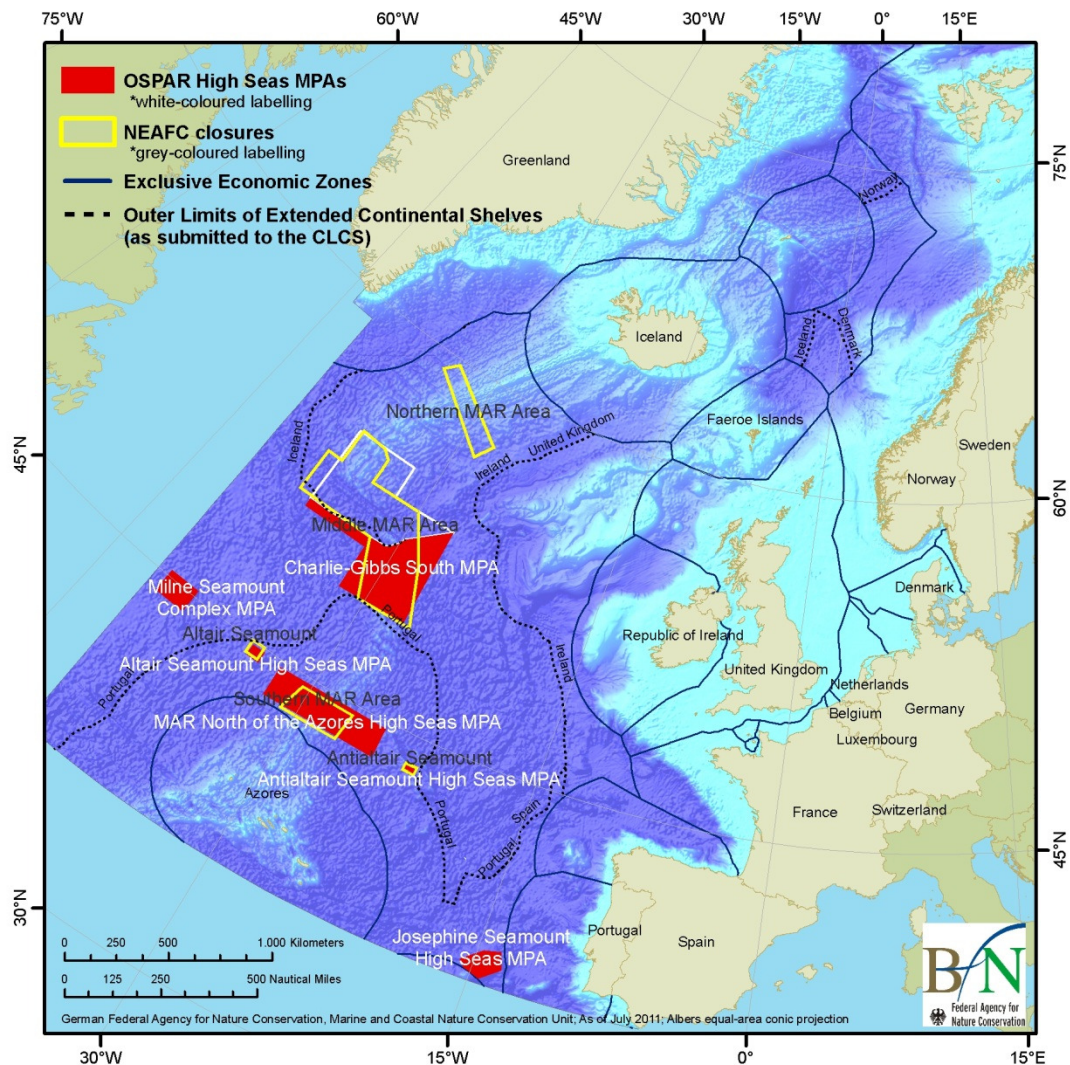 75°W
60°W
45°W
30°W
15°W
0°
15°E
OSPAR High Seas MPAs
*white-coloured labelling
NEAFC closures
*grey-coloured labelling
Exclusive Economic Zones
Outer Limits of Extended Continental Shelves
(as submitted to the CLCS)
Greenland
75°N
Norway
Iceland
Iceland
Denmark
Northern MAR Area
Faeroe Islands
United Kingdom
Ireland
Iceland
45°N
Sweden
Norway
60°N
Middle MAR Area
Charlie-Gibbs South MPA
Milne Seamount
Complex MPA
Denmark
Portugal
Altair Seamount
Republic of Ireland
Altair Seamount High Seas MPA
Ireland
United Kingdom
Portugal
Netherlands
Southern MAR Area
Belgium
Germany
MAR North of the Azores High Seas MPA
Luxembourg
Antialtair Seamount
Antialtair Seamount High Seas MPA
Azores
France
Switzerland
Portugal
Spain
Portugal
45°N
30°N
Josephine Seamount
High Seas MPA
Portugal
Spain
0 250 500 1.000 Kilometers
0 125 250 500 Nautical Miles
BfN
Federal Agency for
Nature Conservation
German Federal Agency for Nature Conservation, Marine and Coastal Nature Conservation Unit; As of July 2011; Albers equal-area conic projection
30°W
15°W
0°
15°E